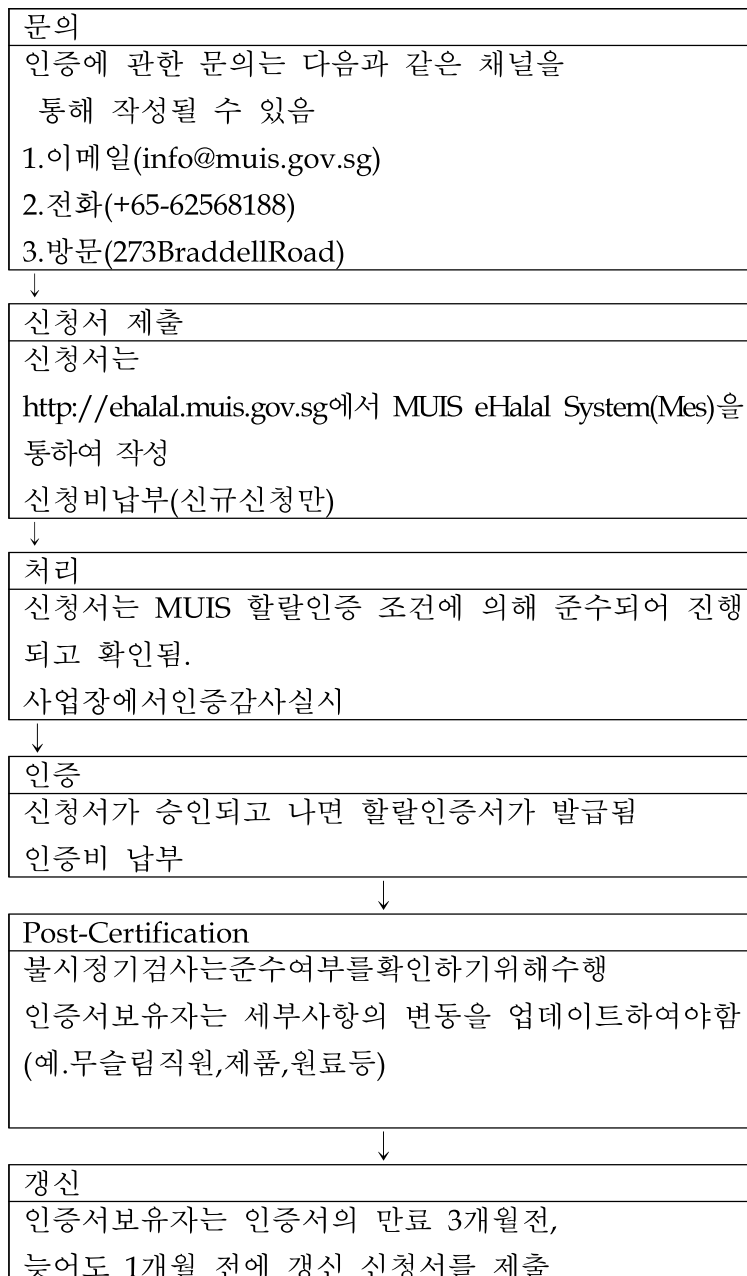 문의
인증에 관한 문의는 다음과 같은 채널을
통해 작성될 수 있음
1.이메일(info@muis.gov.sg)
2.전화(+65-62568188)
3.방문(273BraddellRoad)
↓
신청서 제출
신청서는
http://ehalal.muis.gov.sg에서 MUIS eHalal System(Mes)을
통하여 작성
신청비납부(신규신청만)
↓
처리
신청서는 MUIS 할랄인증 조건에 의해 준수되어 진행
되고 확인됨.
사업장에서인증감사실시
↓
인증
신청서가 승인되고 나면 할랄인증서가 발급됨
인증비 납부
↓
Post-Certification
불시정기검사는준수여부를확인하기위해수행
인증서보유자는 세부사항의 변동을 업데이트하여야함
(예.무슬림직원,제품,원료등)
↓
갱신
인증서보유자는 인증서의 만료 3개월전,
늦어도 1개월 전에 갱신 신청서를 제출